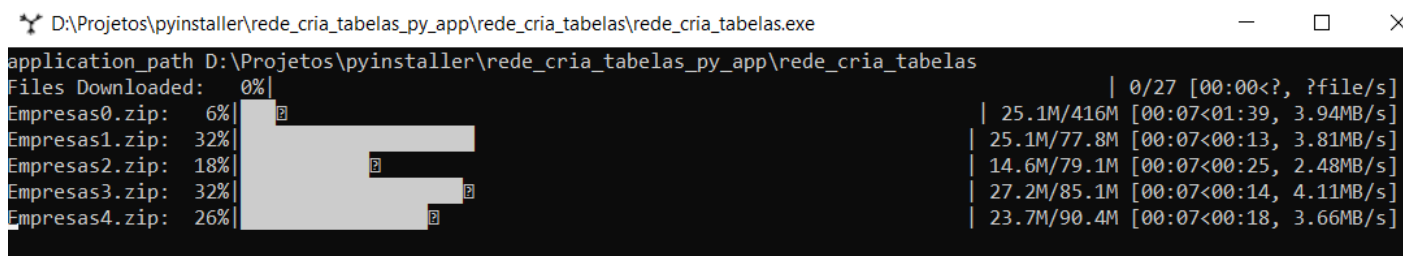 D:\Projetos\pyinstaller\rede_cria_tabelas_py_app\rede_cria_tabelas\rede_cria_tabelas.exe
application_path D:\Projetos\pyinstaller\rede_cria_tabelas_py_app\rede_cria_tabelas
Files Downloaded:   0%| | 0/27 [00:00<?, ?file/s]
Empresas0.zip:   6%| | 25.1M/416M [00:07<01:39, 3.94MB/s]
Empresas1.zip:  32%| | 25.1M/77.8M [00:07<00:13, 3.81MB/s]
Empresas2.zip:  18%| | 14.6M/79.1M [00:07<00:25, 2.48MB/s]
Empresas3.zip:  32%| | 27.2M/85.1M [00:07<00:14, 4.11MB/s]
Empresas4.zip:  26%| | 23.7M/90.4M [00:07<00:18, 3.66MB/s]